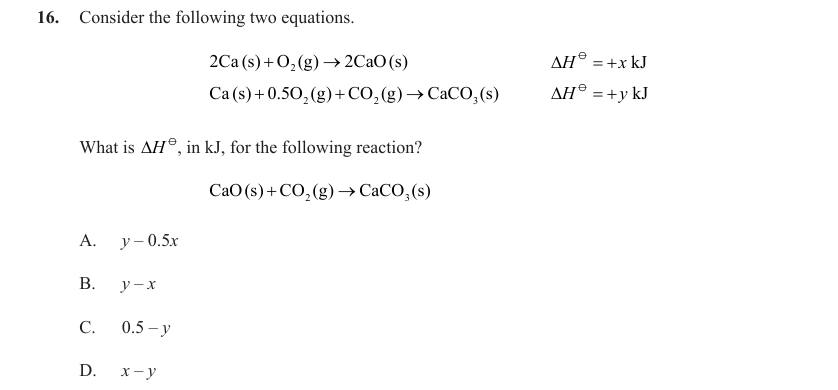 16. Consider the following two equations.
2Ca (s) + O₂ (g) → 2CaO (s) ΔH⊖ = +x kJ
Ca (s) + 0.5O₂ (g) + CO₂ (g) → CaCO₃ (s) ΔH⊖ = +y kJ
What is ΔH⊖, in kJ, for the following reaction?
CaO (s) + CO₂ (g) → CaCO₃ (s)
A. y – 0.5x
B. y – x
C. 0.5 – y
D. x – y